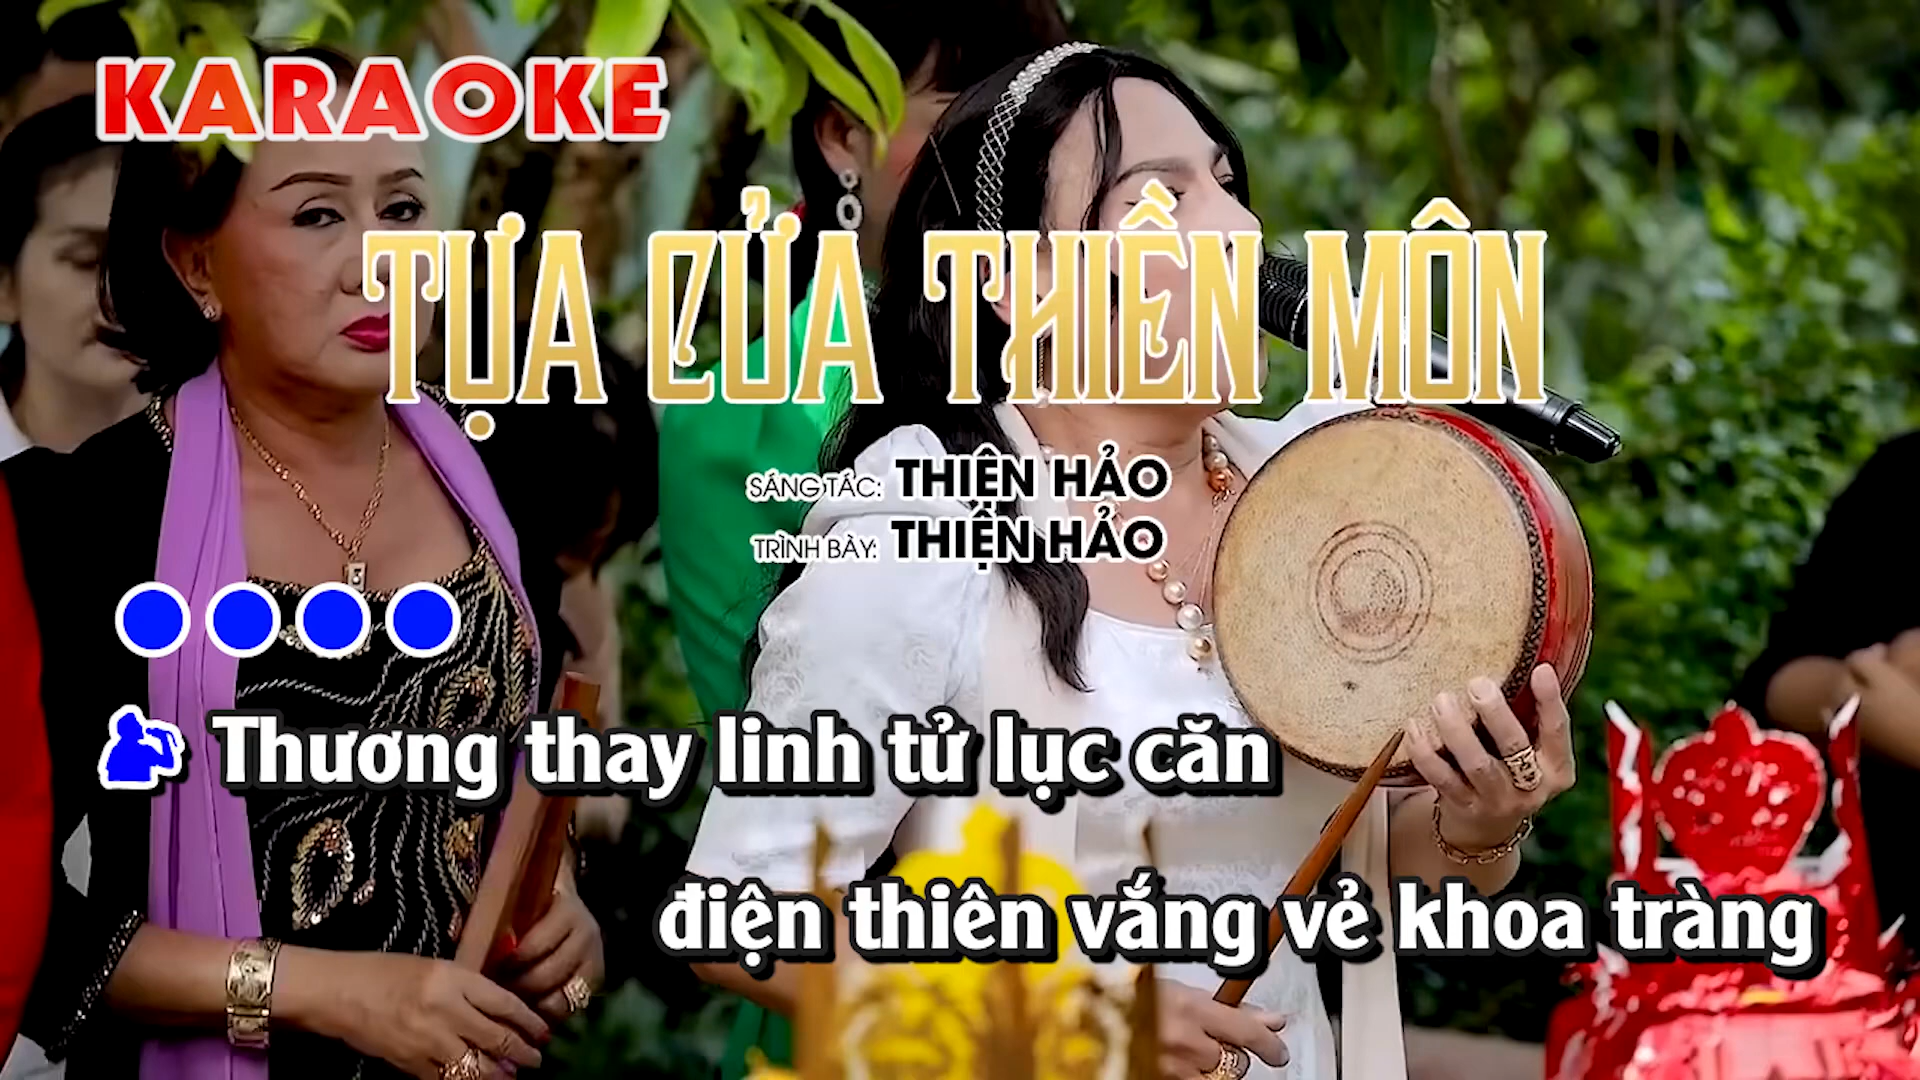 KARAOKE
TỰA CỬA THIỀN MÔN
SÁNG TÁC: THIỆN HẢO
TRÌNH BÀY: THIỆN HẢO
Thương thay linh tử lục căn
điện thiên vắng vẻ khoa tràng